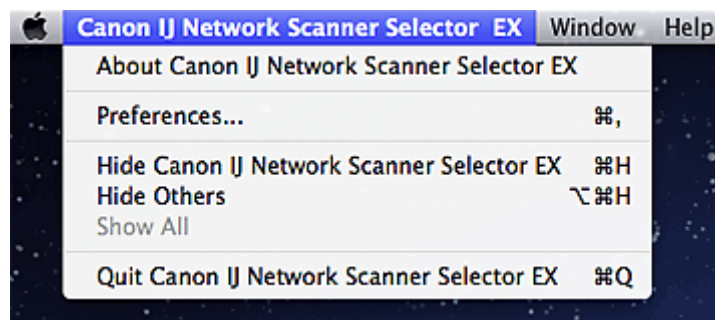 Canon IJ Network Scanner Selector EX Window Help
About Canon IJ Network Scanner Selector EX
Preferences... ⌘,
Hide Canon IJ Network Scanner Selector EX ⌘H
Hide Others ⌥⌘H
Show All
Quit Canon IJ Network Scanner Selector EX ⌘Q